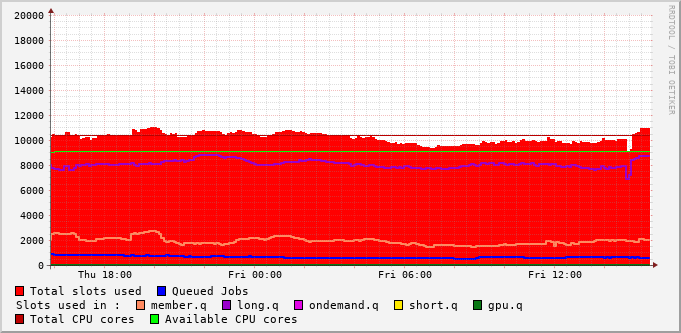 RRDTOOL / TOBI OETIKER
20000
18000
16000
14000
12000
10000
8000
6000
4000
2000
0
Thu 18:00 Fri 00:00 Fri 06:00 Fri 12:00
Total slots used Queued Jobs
Slots used in : member.q long.q ondemand.q short.q gpu.q
Total CPU cores Available CPU cores